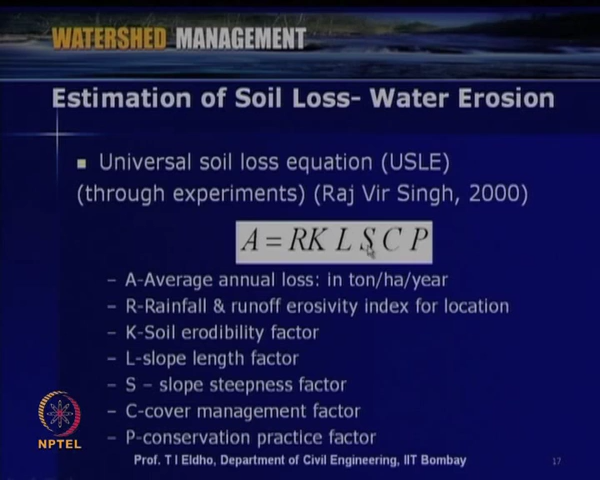 WATERSHED MANAGEMENT
Estimation of Soil Loss- Water Erosion
Universal soil loss equation (USLE)
(through experiments) (Raj Vir Singh, 2000)
A = RK L S C P
– A-Average annual loss: in ton/ha/year
– R-Rainfall & runoff erosivity index for location
– K-Soil erodibility factor
– L-slope length factor
– S – slope steepness factor
– C-cover management factor
– P-conservation practice factor
NPTEL
Prof. T I Eldho, Department of Civil Engineering, IIT Bombay
17